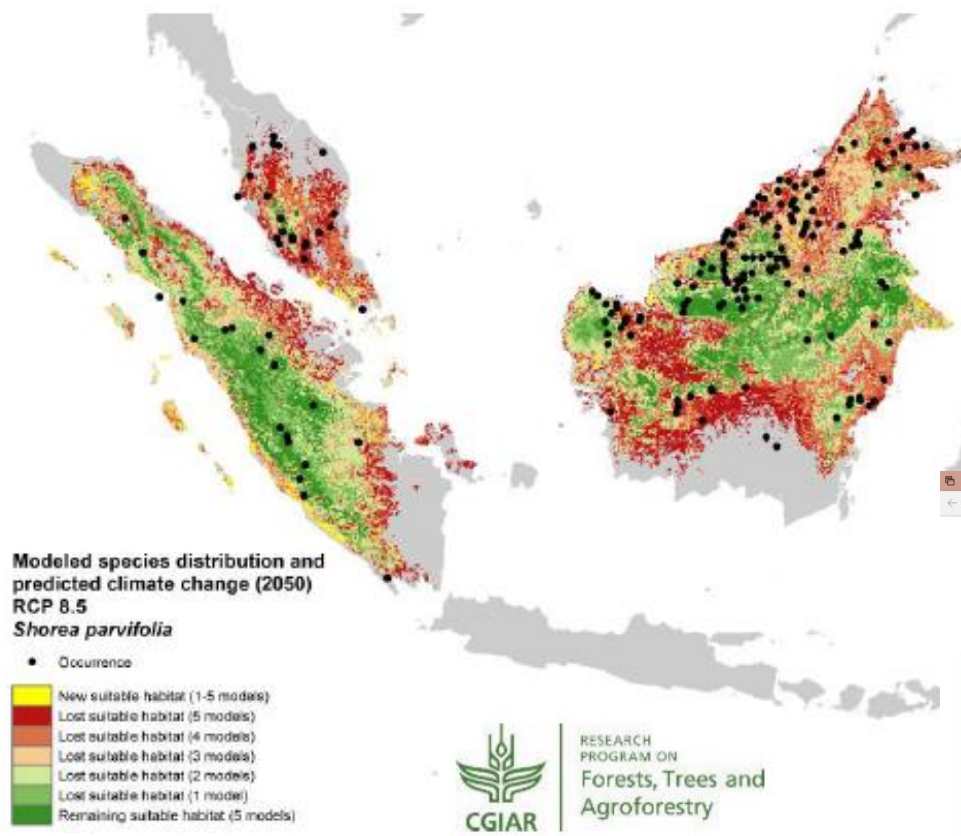 Modeled species distribution and
predicted climate change (2050)
RCP 8.5
Shorea parvifolia
Occurrence
New suitable habitat (1-5 models)
Lost suitable habitat (5 models)
Lost suitable habitat (4 models)
Lost suitable habitat (3 models)
Lost suitable habitat (2 models)
Lost suitable habitat (1 model)
Remaining suitable habitat (5 models)
CGIAR
RESEARCH
PROGRAM ON
Forests, Trees and
Agroforestry